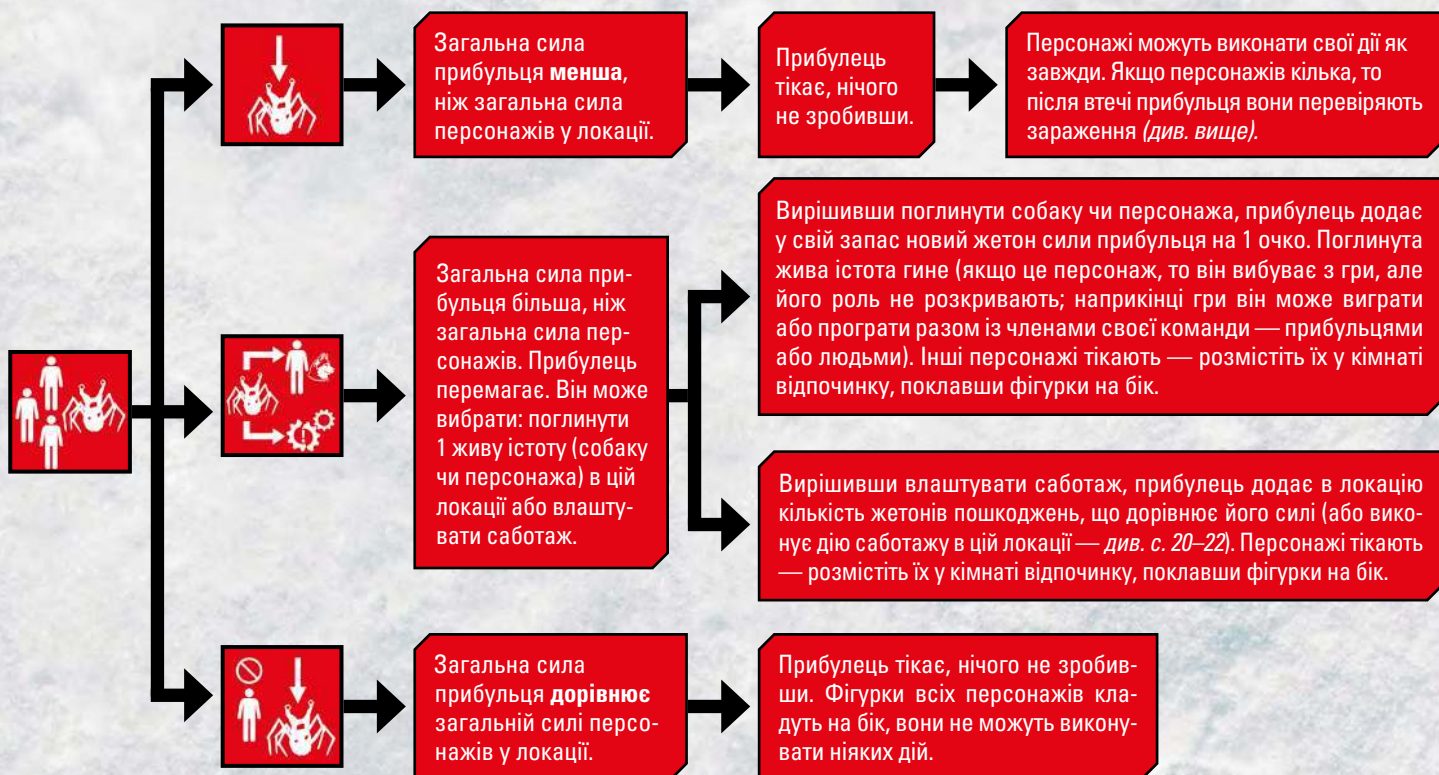 Загальна сила
прибульця менша,
ніж загальна сила
персонажів у локації.
Прибулець
тікає, нічого
не зробивши.
Персонажі можуть виконати свої дії як
завжди. Якщо персонажів кілька, то
після втечі прибульця вони перевіряють
зараження (див. вище).
Загальна сила при-
бульця більша, ніж
загальна сила пер-
сонажів. Прибулець
перемагає. Він може
вибрати: поглинути
1 живу істоту (собаку
чи персонажа) в цій
локації або влашту-
вати саботаж.
Вирішивши поглинути собаку чи персонажа, прибулець додає
у свій запас новий жетон сили прибульця на 1 очко. Поглинута
жива істота гине (якщо це персонаж, то він вибуває з гри, але
його роль не розкривають; наприкінці гри він може виграти
або програти разом із членами своєї команди — прибульцями
або людьми). Інші персонажі тікають — розмістіть їх у кімнаті
відпочинку, поклавши фігурки на бік.
Вирішивши влаштувати саботаж, прибулець додає в локацію
кількість жетонів пошкоджень, що дорівнює його силі (або вико-
нує дію саботажу в цій локації — див. с. 20–22). Персонажі тікають
— розмістіть їх у кімнаті відпочинку, поклавши фігурки на бік.
Загальна сила
прибульця дорівнює
загальній силі персо-
нажів у локації.
Прибулець тікає, нічого не зробив-
ши. Фігурки всіх персонажів кла-
дуть на бік, вони не можуть викону-
вати ніяких дій.